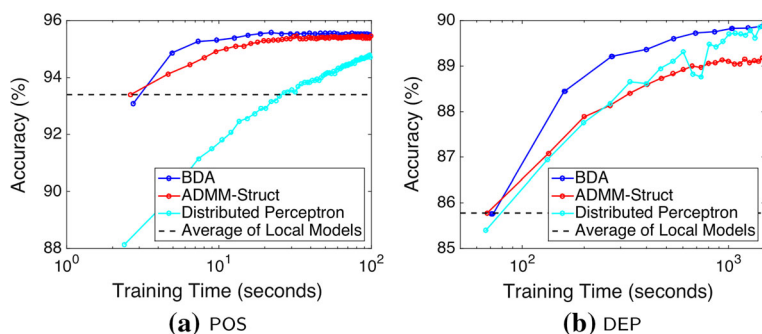 96
95
93
92
90
88
Accuracy (%)
BDA
ADMM-Struct
Distributed Perceptron
Average of Local Models
10^0
10^1
10^2
Training Time (seconds)
(a) POS
90
89
88
87
86
85
Accuracy (%)
BDA
ADMM-Struct
Distributed Perceptron
Average of Local Models
10^2
10^3
Training Time (seconds)
(b) DEP